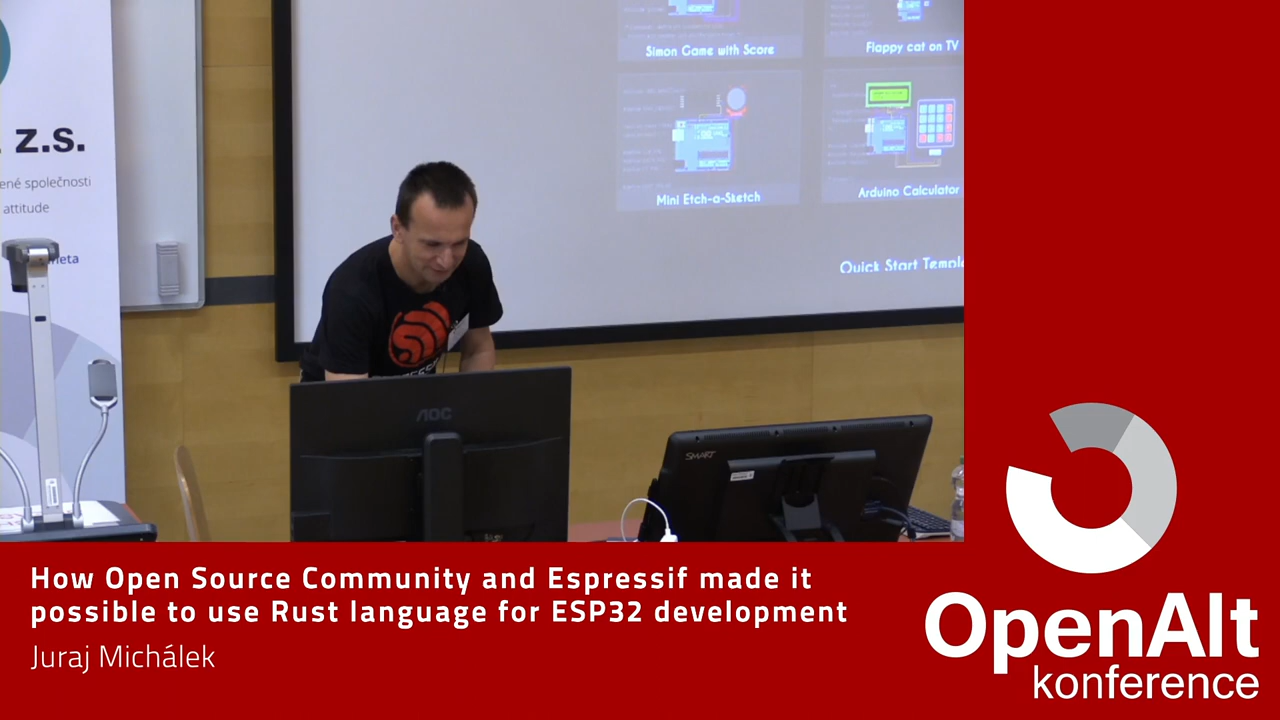 z.s.
ené společnosti
attitude
meta
Simon Game with Score
Flappy cat on TV
Mini Etch-a-Sketch
Arduino Calculator
Quick Start Templ
AOC
SMART
How Open Source Community and Espressif made it
possible to use Rust language for ESP32 development
Juraj Michálek
OpenAlt
konference